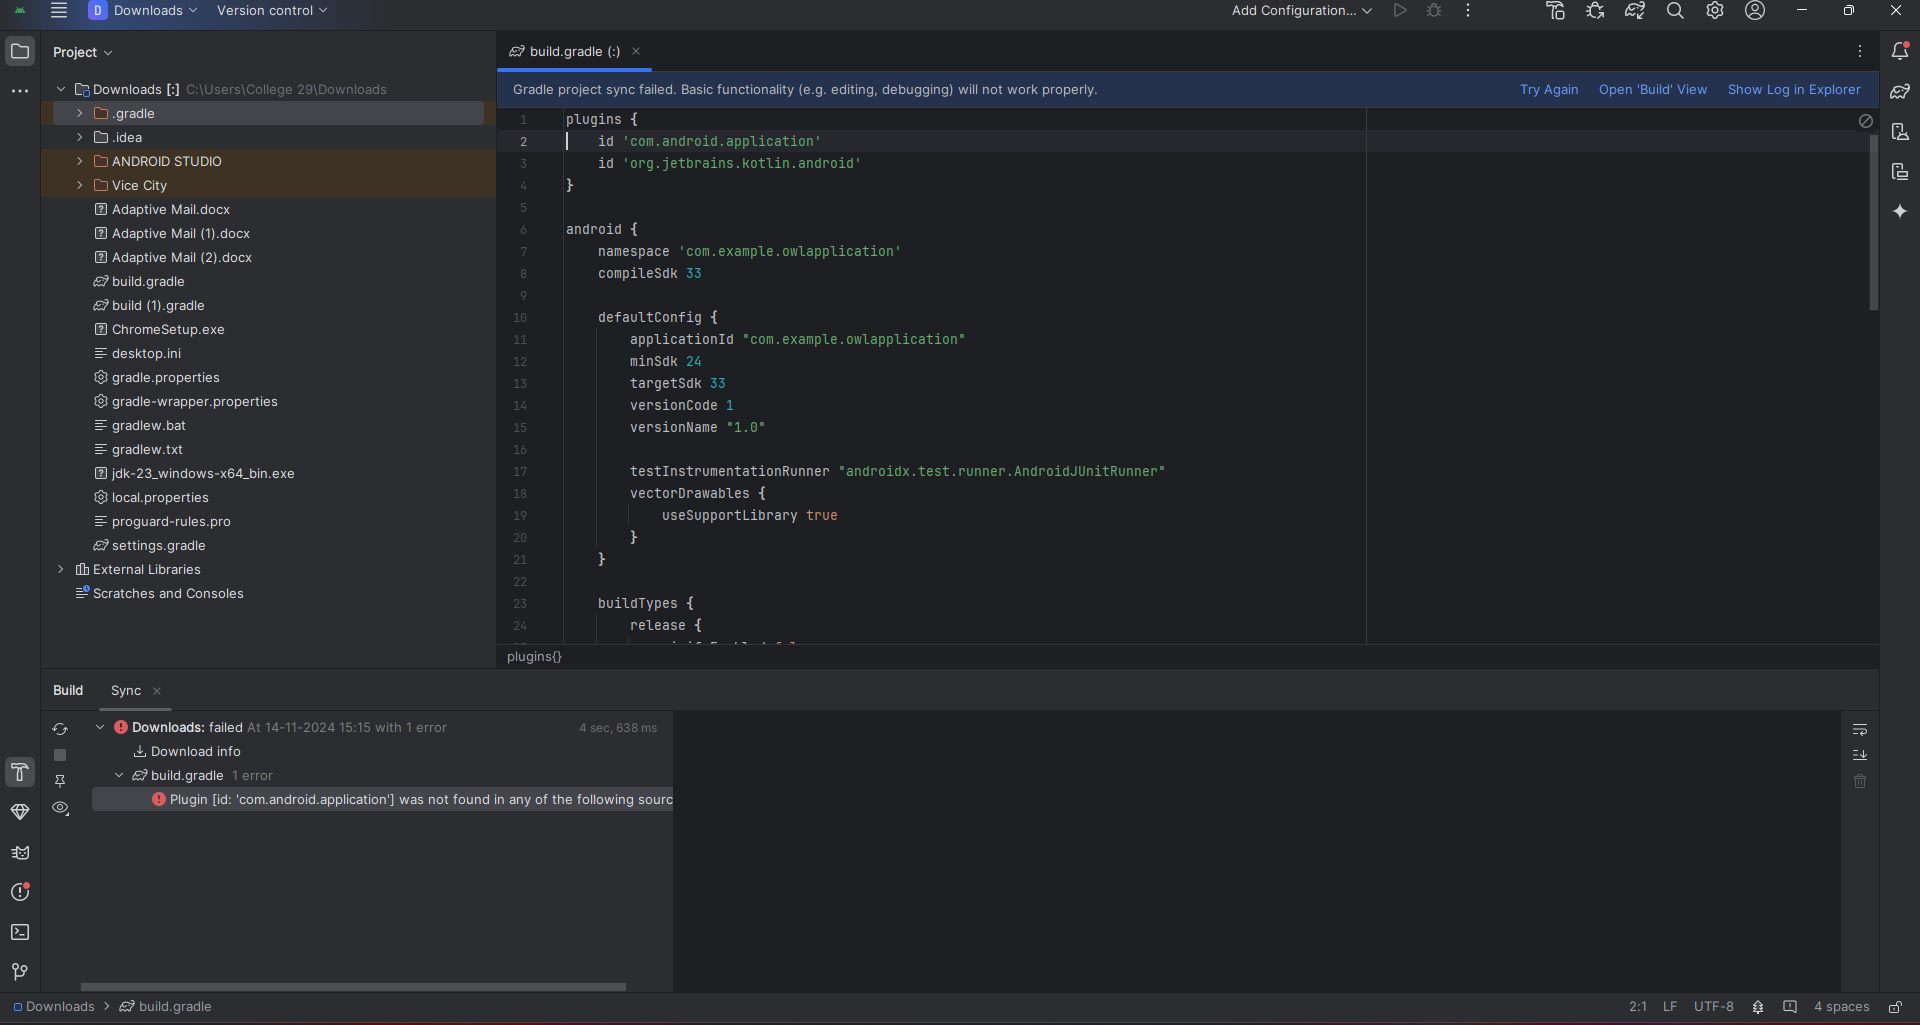 D Downloads Version control Add Configuration...
Project
build.gradle (:)
Downloads [:] C:\Users\College 29\Downloads
.gradle
.idea
ANDROID STUDIO
Vice City
Adaptive Mail.docx
Adaptive Mail (1).docx
Adaptive Mail (2).docx
build.gradle
build (1).gradle
ChromeSetup.exe
desktop.ini
gradle.properties
gradle-wrapper.properties
gradlew.bat
gradlew.txt
jdk-23_windows-x64_bin.exe
local.properties
proguard-rules.pro
settings.gradle
External Libraries
Scratches and Consoles
Gradle project sync failed. Basic functionality (e.g. editing, debugging) will not work properly. Try Again Open 'Build' View Show Log in Explorer
1 plugins {
2 id 'com.android.application'
3 id 'org.jetbrains.kotlin.android'
4 }
5
6 android {
7 namespace 'com.example.owlapplication'
8 compileSdk 33
9
10 defaultConfig {
11 applicationId "com.example.owlapplication"
12 minSdk 24
13 targetSdk 33
14 versionCode 1
15 versionName "1.0"
16
17 testInstrumentationRunner "androidx.test.runner.AndroidJUnitRunner"
18 vectorDrawables {
19 useSupportLibrary true
20 }
21 }
22
23 buildTypes {
24 release {
plugins{}
Build Sync
Downloads: failed At 14-11-2024 15:15 with 1 error 4 sec, 638 ms
Download info
build.gradle 1 error
Plugin [id: 'com.android.application'] was not found in any of the following sourc
Downloads > build.gradle 2:1 LF UTF-8 4 spaces